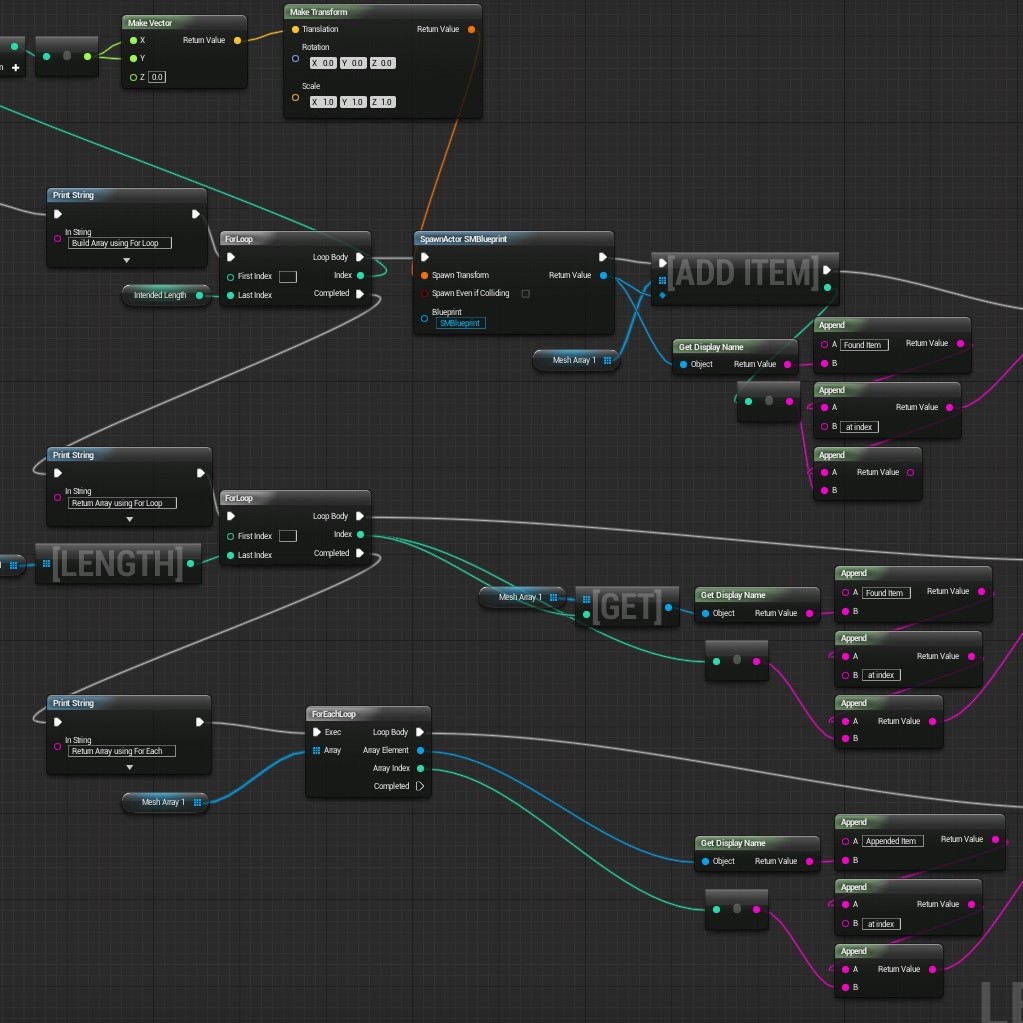 Make Vector
X Return Value
Y
Z 0.0
Make Transform
Translation Return Value
Rotation
X 0.0 Y 0.0 Z 0.0
Scale
X 1.0 Y 1.0 Z 1.0
Print String
In String
Build Array using For Loop
Intended Length
ForLoop
Loop Body
First Index Index
Last Index Completed
SpawnActor SMBlueprint
Spawn Transform Return Value
Spawn Even if Colliding
Blueprint
SMBlueprint
Mesh Array 1
[ADD ITEM]
Get Display Name
Object Return Value
Append
A Found Item Return Value
B
Append
A Return Value
B at index
Append
A Return Value
B
Print String
In String
Return Array using For Loop
[LENGTH]
ForLoop
Loop Body
First Index Index
Last Index Completed
Mesh Array 1
[GET]
Get Display Name
Object Return Value
Append
A Found Item Return Value
B
Append
A Return Value
B at index
Append
A Return Value
B
Print String
In String
Return Array using For Each
Mesh Array 1
ForEachLoop
Exec Loop Body
Array Array Element
Array Index
Completed
Get Display Name
Object Return Value
Append
A Appended Item Return Value
B
Append
A Return Value
B at index
Append
A Return Value
B